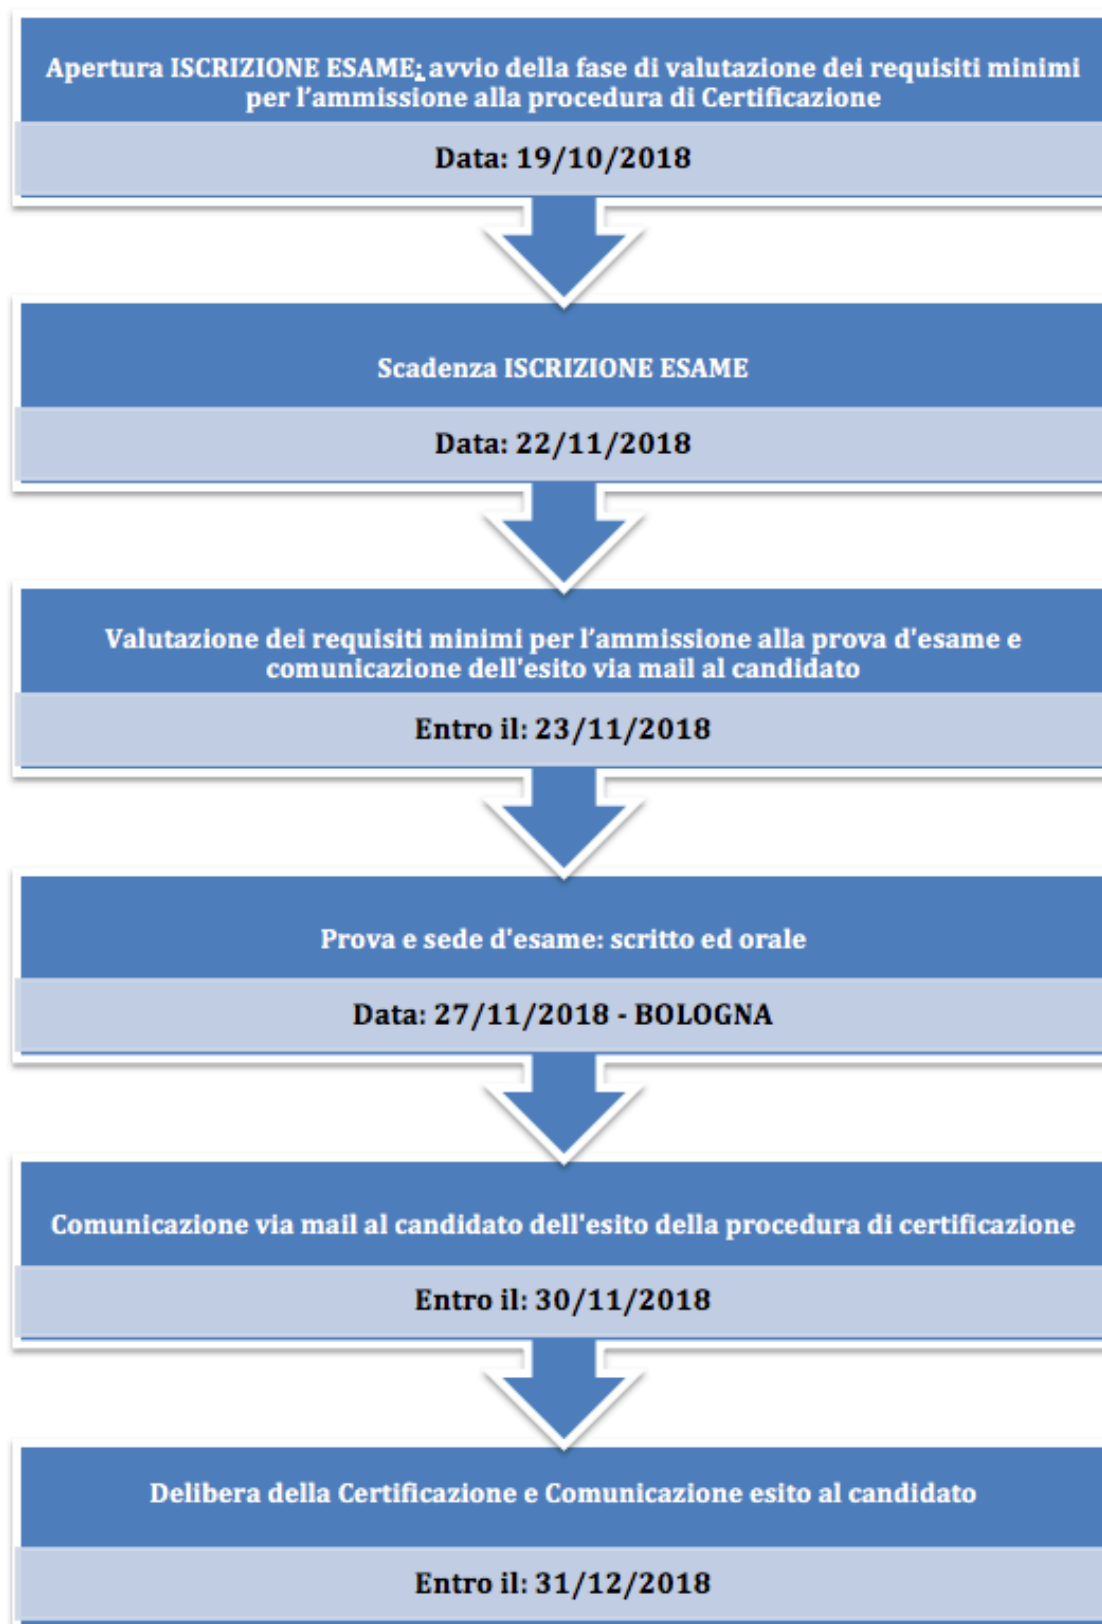 Apertura ISCRIZIONE ESAME: avvio della fase di valutazione dei requisiti minimi
per l’ammissione alla procedura di Certificazione
Data: 19/10/2018
Scadenza ISCRIZIONE ESAME
Data: 22/11/2018
Valutazione dei requisiti minimi per l’ammissione alla prova d'esame e
comunicazione dell'esito via mail al candidato
Entro il: 23/11/2018
Prova e sede d'esame: scritto ed orale
Data: 27/11/2018 - BOLOGNA
Comunicazione via mail al candidato dell'esito della procedura di certificazione
Entro il: 30/11/2018
Delibera della Certificazione e Comunicazione esito al candidato
Entro il: 31/12/2018